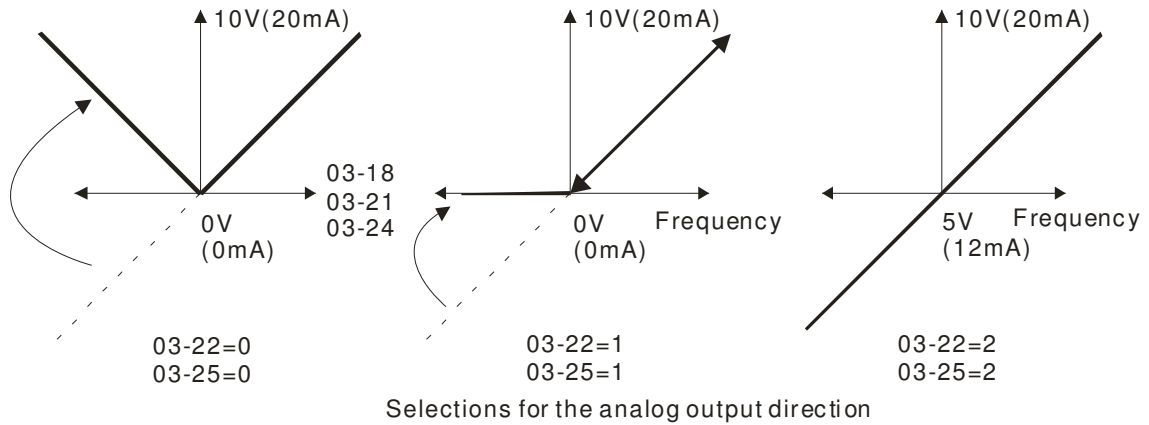 10V(20mA)
0V
(0mA)
03-18
03-21
03-24
03-22=0
03-25=0
10V(20mA)
0V
(0mA)
Frequency
03-22=1
03-25=1
10V(20mA)
5V
(12mA)
Frequency
03-22=2
03-25=2
Selections for the analog output direction